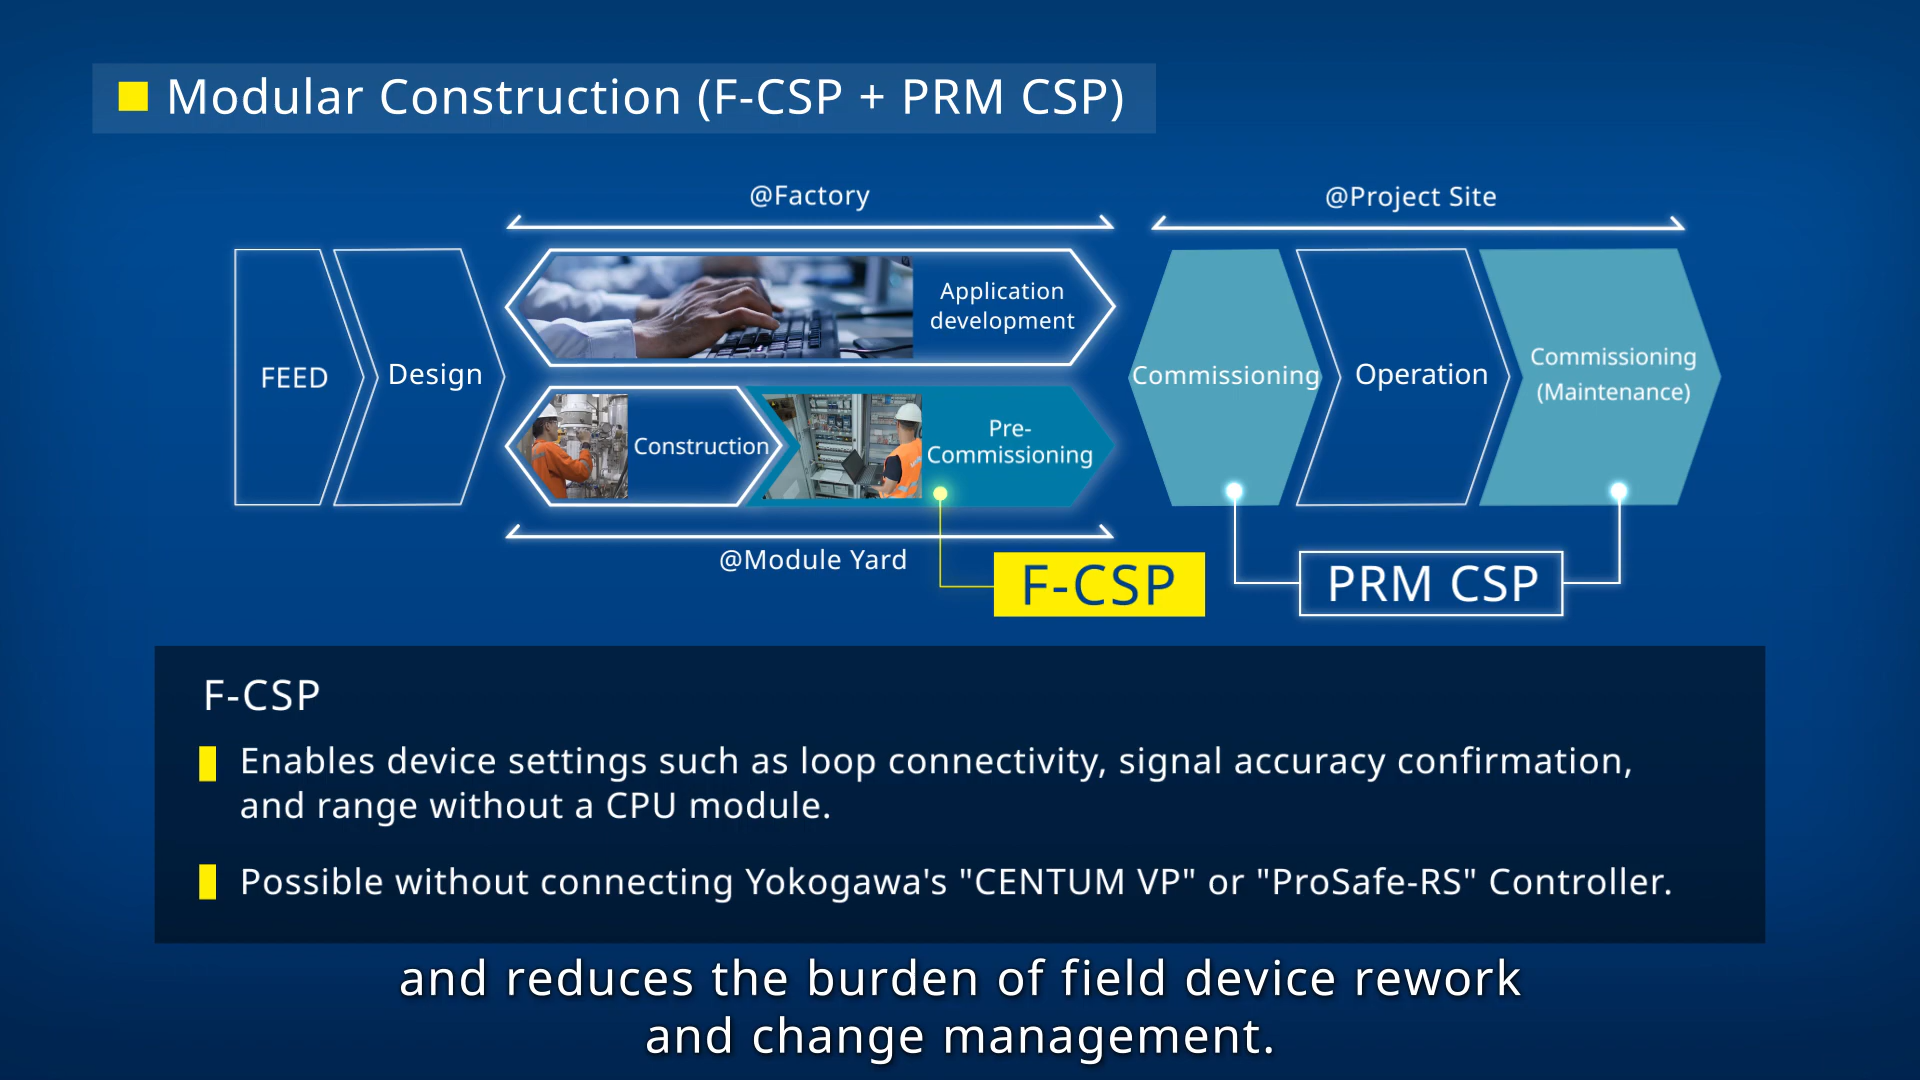 Modular Construction (F-CSP + PRM CSP)
@Factory
@Project Site
FEED
Design
Application
development
Construction
Pre-
Commissioning
Commissioning
Operation
Commissioning
(Maintenance)
@Module Yard
F-CSP
PRM CSP
F-CSP
Enables device settings such as loop connectivity, signal accuracy confirmation,
and range without a CPU module.
Possible without connecting Yokogawa's "CENTUM VP" or "ProSafe-RS" Controller.
and reduces the burden of field device rework
and change management.